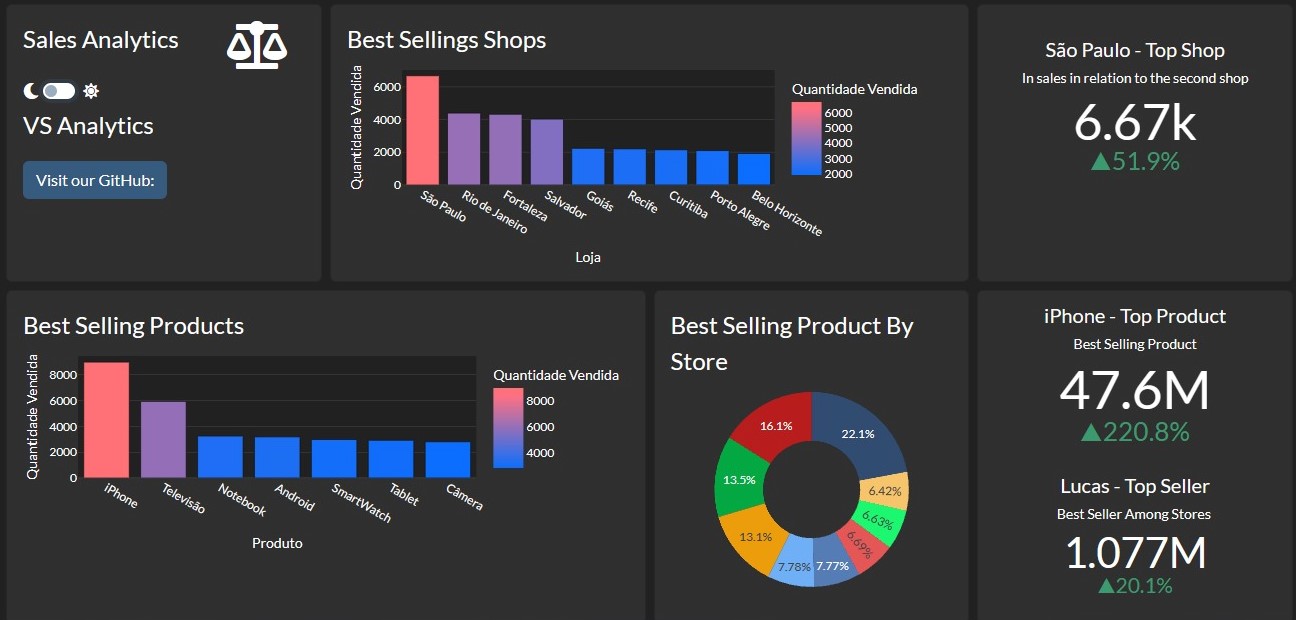 Sales Analytics
VS Analytics
Visit our GitHub:
Best Sellings Shops
Quantidade Vendida
6000
4000
2000
0
São Paulo
Rio de Janeiro
Fortaleza
Salvador
Goiás
Recife
Curitiba
Porto Alegre
Belo Horizonte
Loja
Quantidade Vendida
6000
5000
4000
3000
2000
São Paulo - Top Shop
In sales in relation to the second shop
6.67k
▲51.9%
Best Selling Products
Quantidade Vendida
8000
6000
4000
2000
0
iPhone
Televisão
Notebook
Android
SmartWatch
Tablet
Câmera
Produto
Quantidade Vendida
8000
6000
4000
Best Selling Product By
Store
22.1%
16.1%
13.5%
13.1%
7.78%
7.77%
6.69%
6.63%
6.42%
iPhone - Top Product
Best Selling Product
47.6M
▲220.8%
Lucas - Top Seller
Best Seller Among Stores
1.077M
▲20.1%